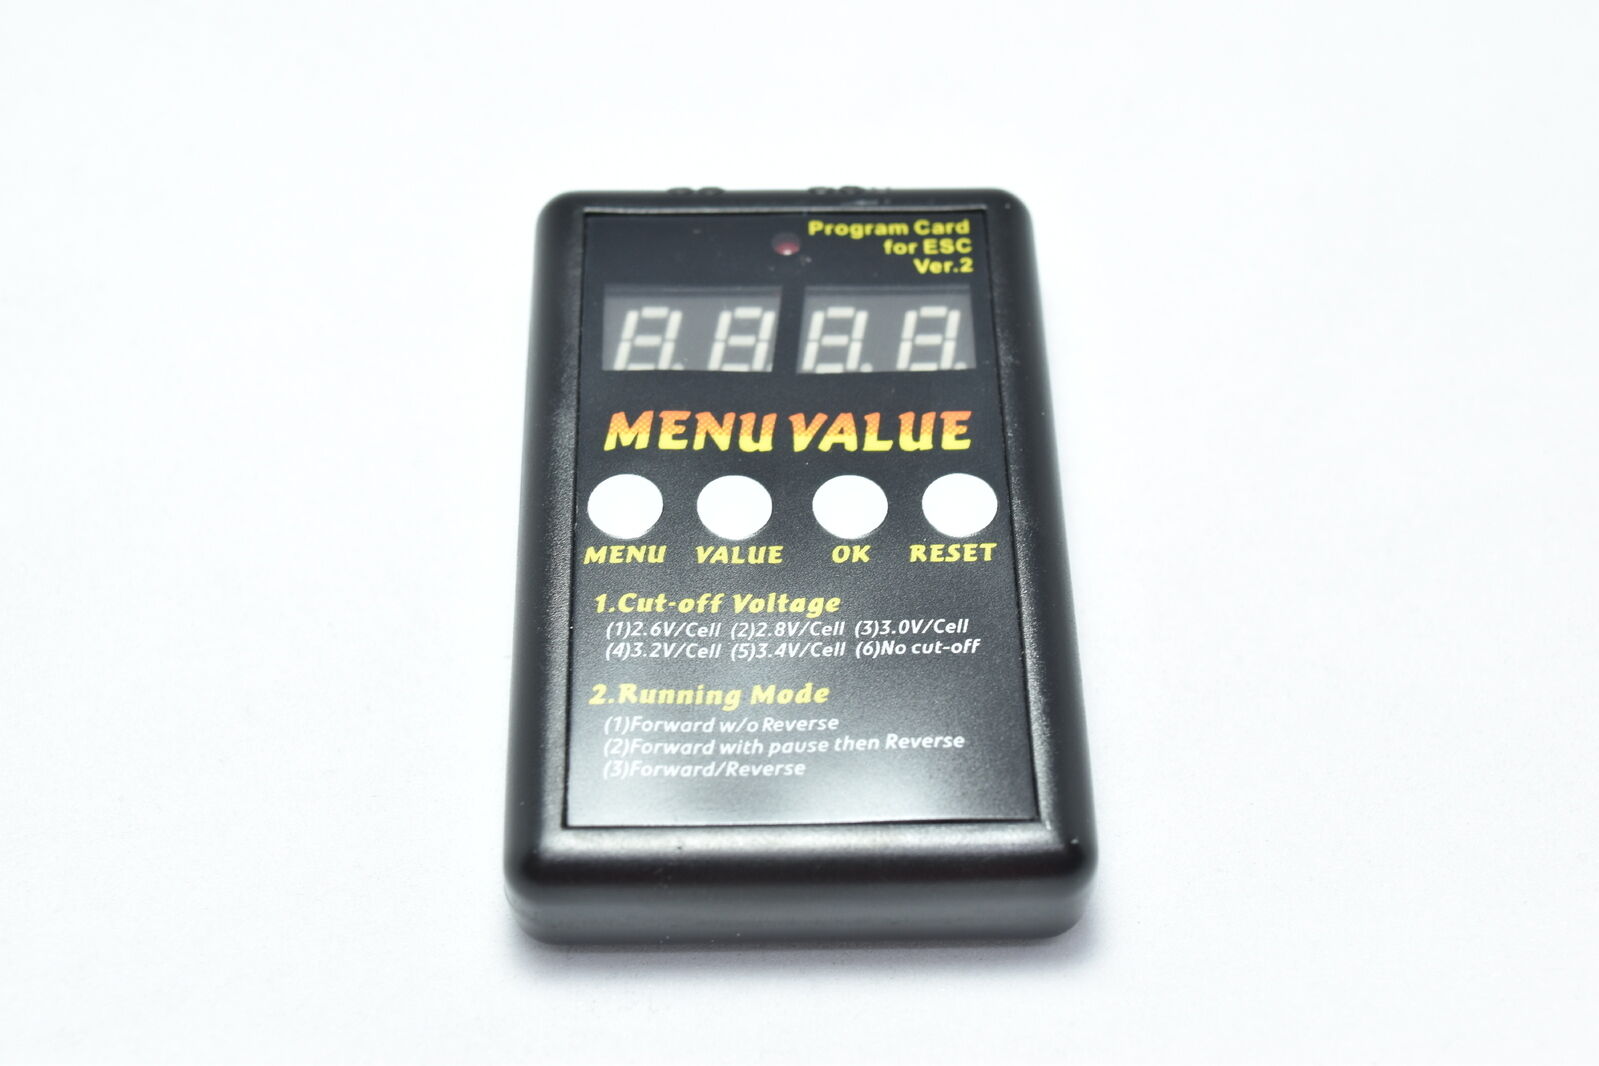 Program Card
for ESC
Ver.2
MENU VALUE
MENU VALUE OK RESET
1.Cut-off Voltage
(1)2.6V/Cell (2)2.8V/Cell (3)3.0V/Cell
(4)3.2V/Cell (5)3.4V/Cell (6)No cut-off
2.Running Mode
(1)Forward w/o Reverse
(2)Forward with pause then Reverse
(3)Forward/Reverse